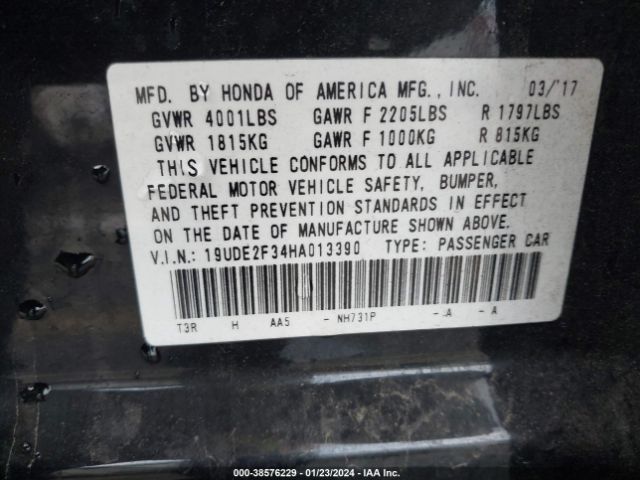 MFD. BY HONDA OF AMERICA MFG., INC. 03/'17
GVWR 4001LBS GAWR F 2205LBS R 1797LBS
GVWR 1815KG GAWR F 1000KG R 815KG
THIS VEHICLE CONFORMS TO ALL APPLICABLE
FEDERAL MOTOR VEHICLE SAFETY, BUMPER,
AND THEFT PREVENTION STANDARDS IN EFFECT
ON THE DATE OF MANUFACTURE SHOWN ABOVE.
V.I.N.: 19UDE2F34HA013390 TYPE: PASSENGER CAR
T3R H AA5 - NH731P - A - A
000-38576229 - 01/23/2024 - IAA Inc.